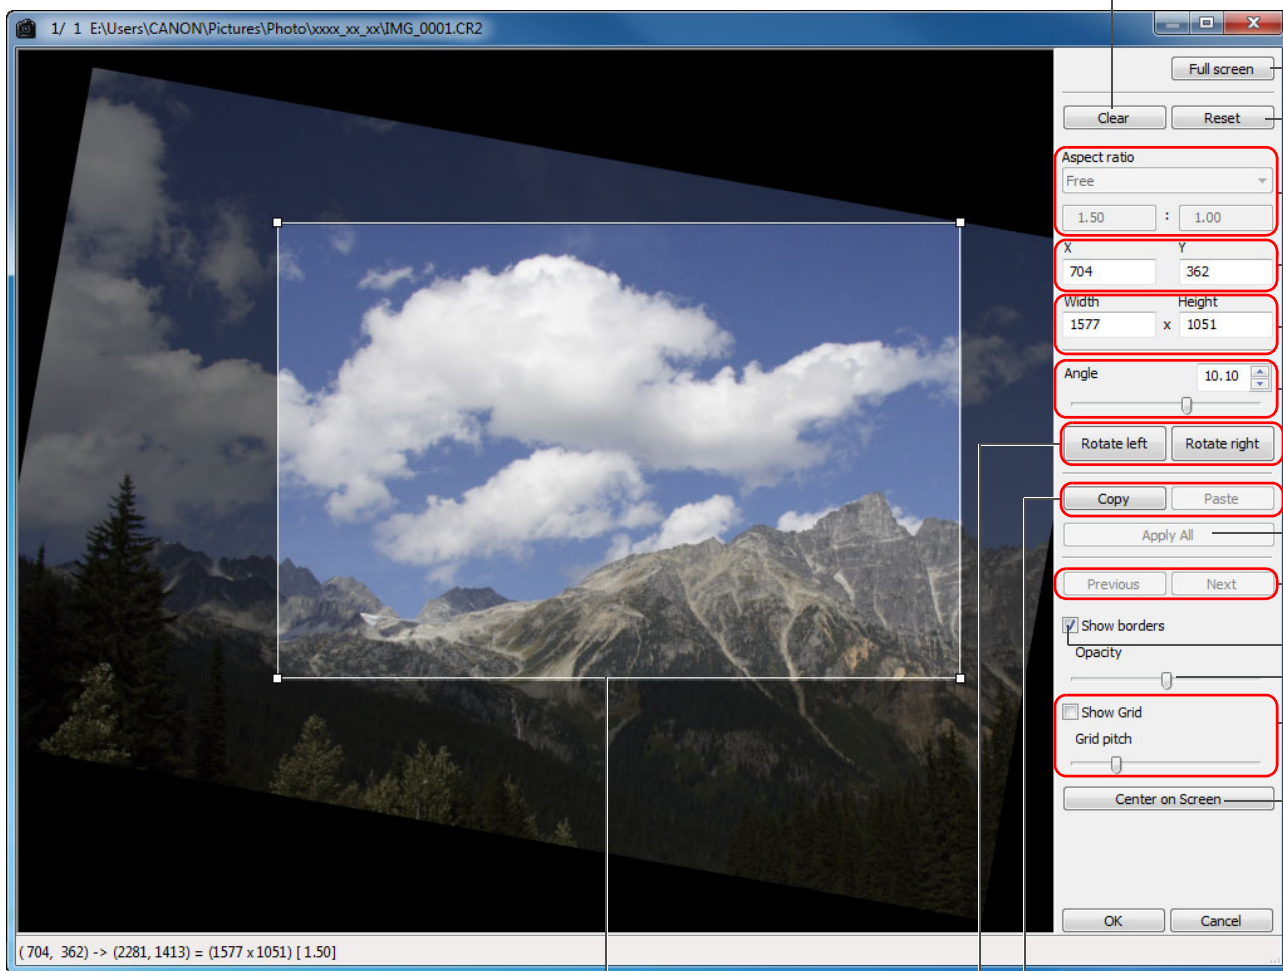 1/ 1 E:\Users\CANON\Pictures\Photo\xxxx_xx_xx\IMG_0001.CR2
Full screen
Clear Reset
Aspect ratio
Free
1.50 : 1.00
X Y
704 362
Width Height
1577 x 1051
Angle 10.10
Rotate left Rotate right
Copy Paste
Apply All
Previous Next
Show borders
Opacity
Show Grid
Grid pitch
Center on Screen
OK Cancel
( 704, 362) -> (2281, 1413) = (1577 x 1051) [ 1.50]